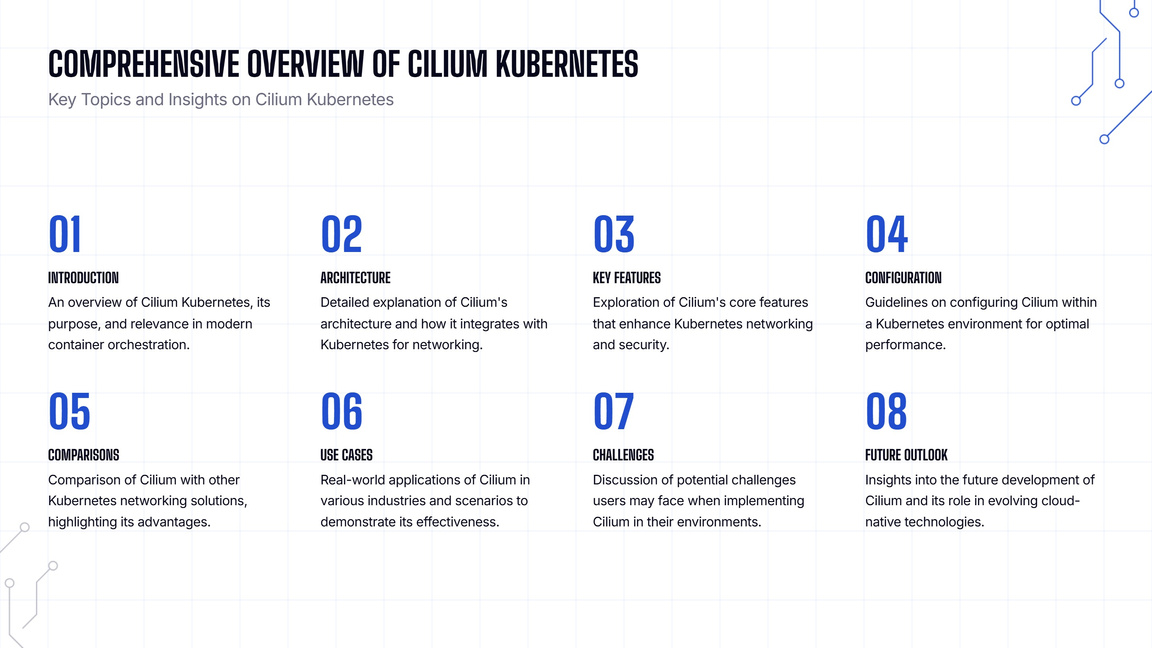 COMPREHENSIVE OVERVIEW OF CILIUM KUBERNETES
Key Topics and Insights on Cilium Kubernetes
01
INTRODUCTION
An overview of Cilium Kubernetes, its
purpose, and relevance in modern
container orchestration.
02
ARCHITECTURE
Detailed explanation of Cilium's
architecture and how it integrates with
Kubernetes for networking.
03
KEY FEATURES
Exploration of Cilium's core features
that enhance Kubernetes networking
and security.
04
CONFIGURATION
Guidelines on configuring Cilium within
a Kubernetes environment for optimal
performance.
05
COMPARISONS
Comparison of Cilium with other
Kubernetes networking solutions,
highlighting its advantages.
06
USE CASES
Real-world applications of Cilium in
various industries and scenarios to
demonstrate its effectiveness.
07
CHALLENGES
Discussion of potential challenges
users may face when implementing
Cilium in their environments.
08
FUTURE OUTLOOK
Insights into the future development of
Cilium and its role in evolving cloud-
native technologies.